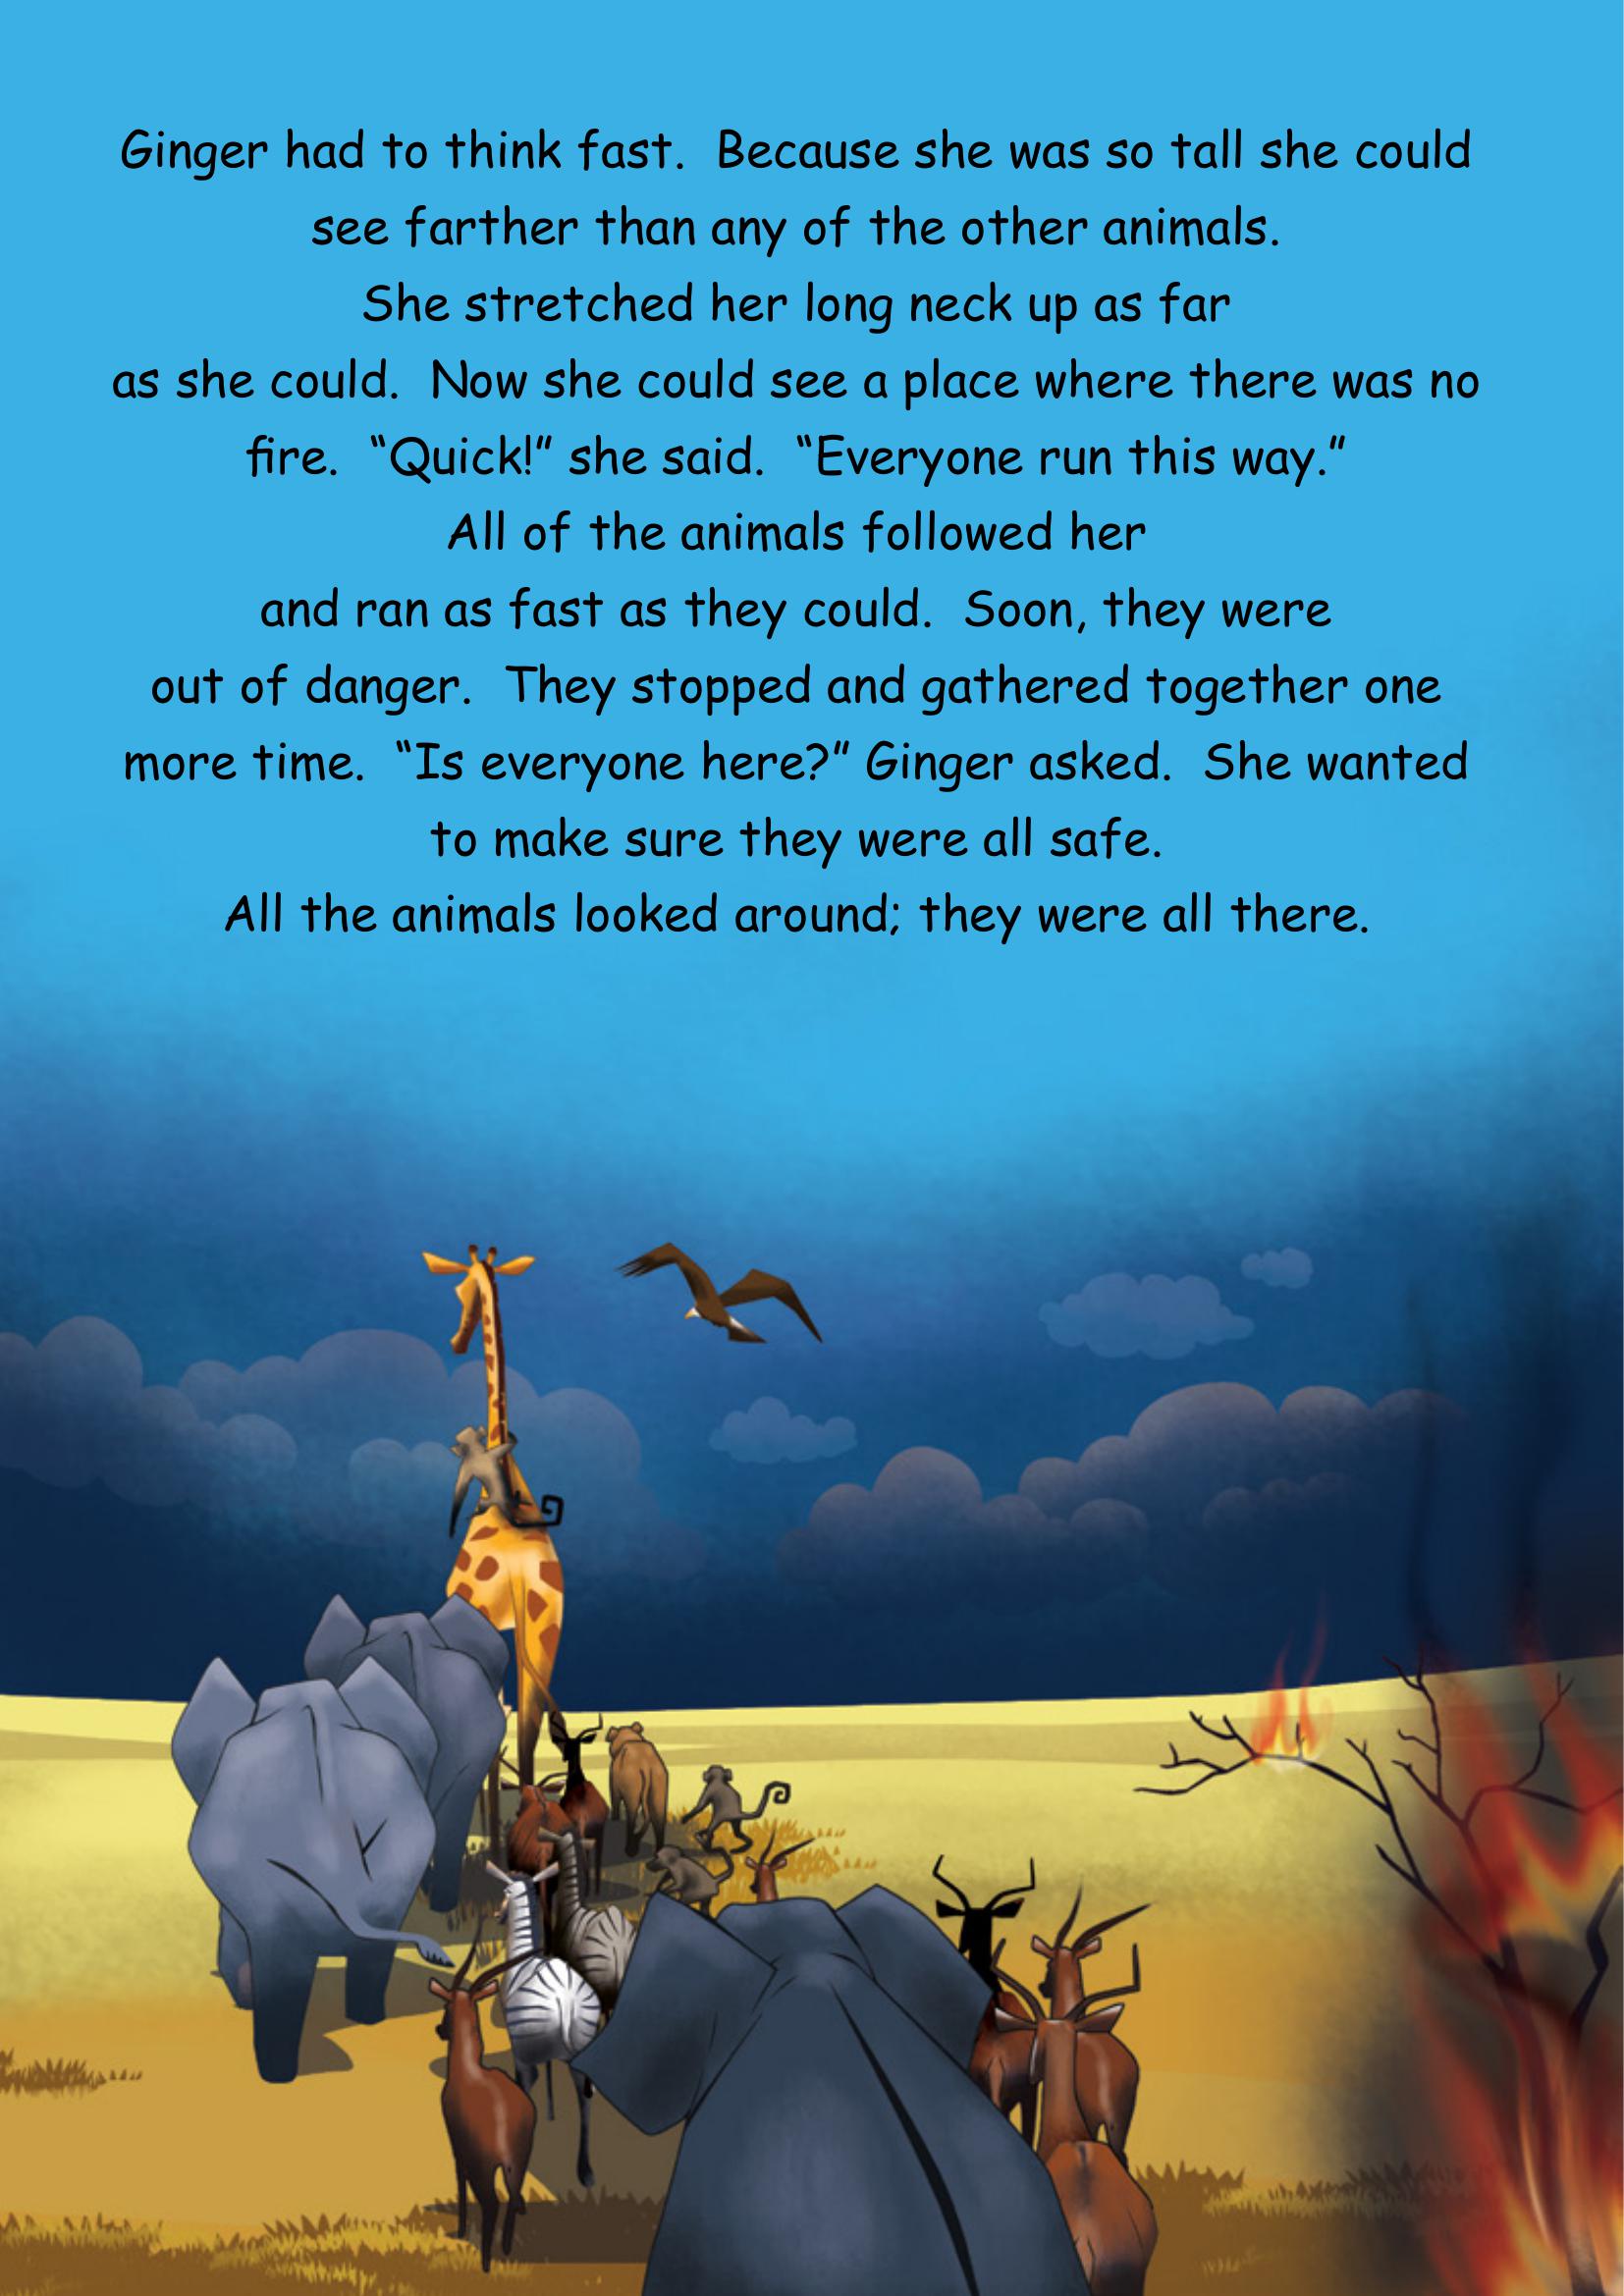 Ginger had to think fast.  Because she was so tall she could
see farther than any of the other animals.
She stretched her long neck up as far
as she could.  Now she could see a place where there was no
fire.  “Quick!” she said.  “Everyone run this way.”
All of the animals followed her
and ran as fast as they could.  Soon, they were
out of danger.  They stopped and gathered together one
more time.  “Is everyone here?” Ginger asked.  She wanted
to make sure they were all safe.
All the animals looked around; they were all there.